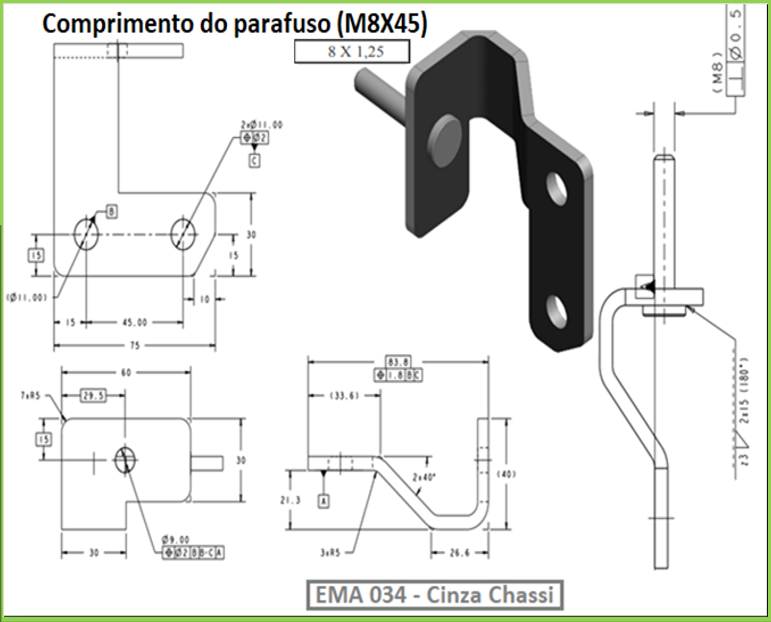 Comprimento do parafuso (M8X45)
8 X 1,25
(M8)
⟂ Ø0.5
2xØ11.00
⌖ Ø2
C
B
30
15
15
(Ø11.00)
10
15
45.00
75
60
7xR5
29.5
15
30
30
Ø9.00
⌖ Ø2 B B-C A
83.8
⌖ 1.8 B C
(33.6)
2x40°
(40)
21.3
A
3xR5
26.6
z3
2x15 (180°)
EMA 034 - Cinza Chassi